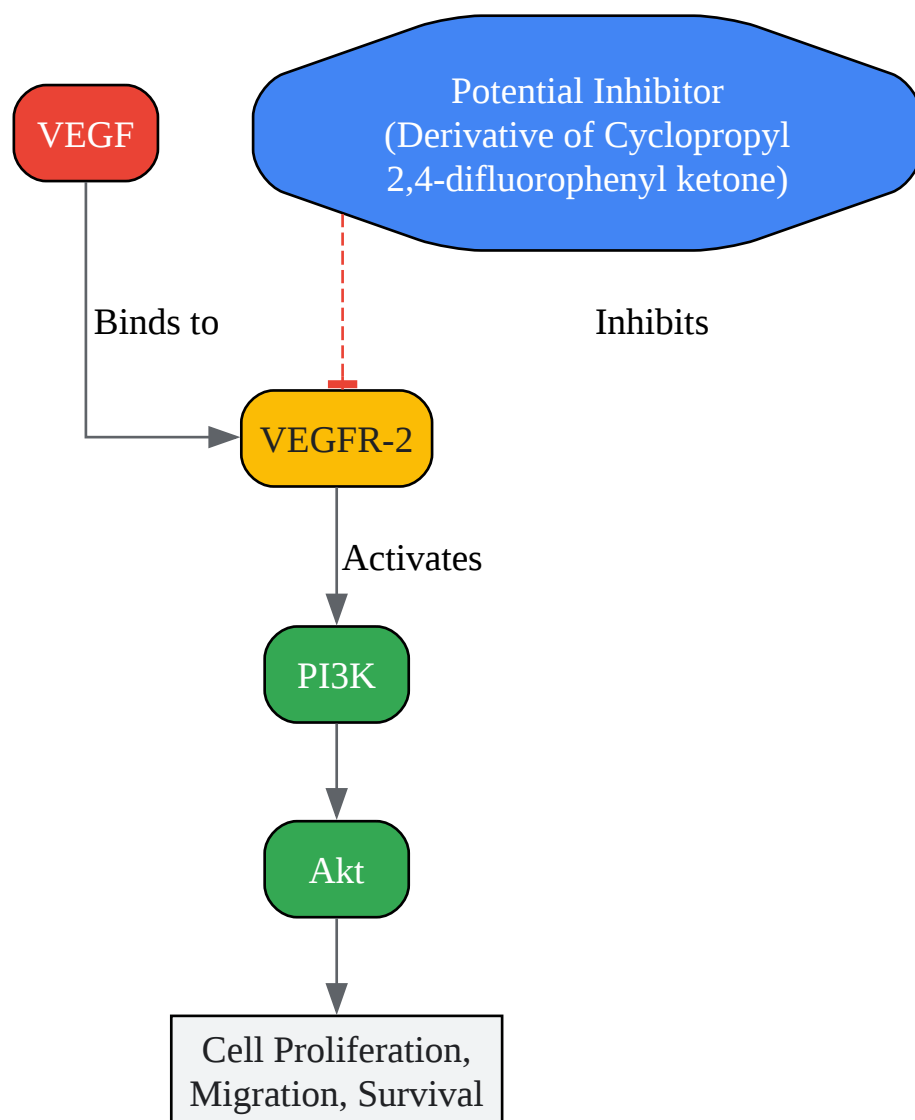 VEGF
Potential Inhibitor
(Derivative of Cyclopropyl
2,4-difluorophenyl ketone)
Binds to
Inhibits
VEGFR-2
Activates
PI3K
Akt
Cell Proliferation,
Migration, Survival